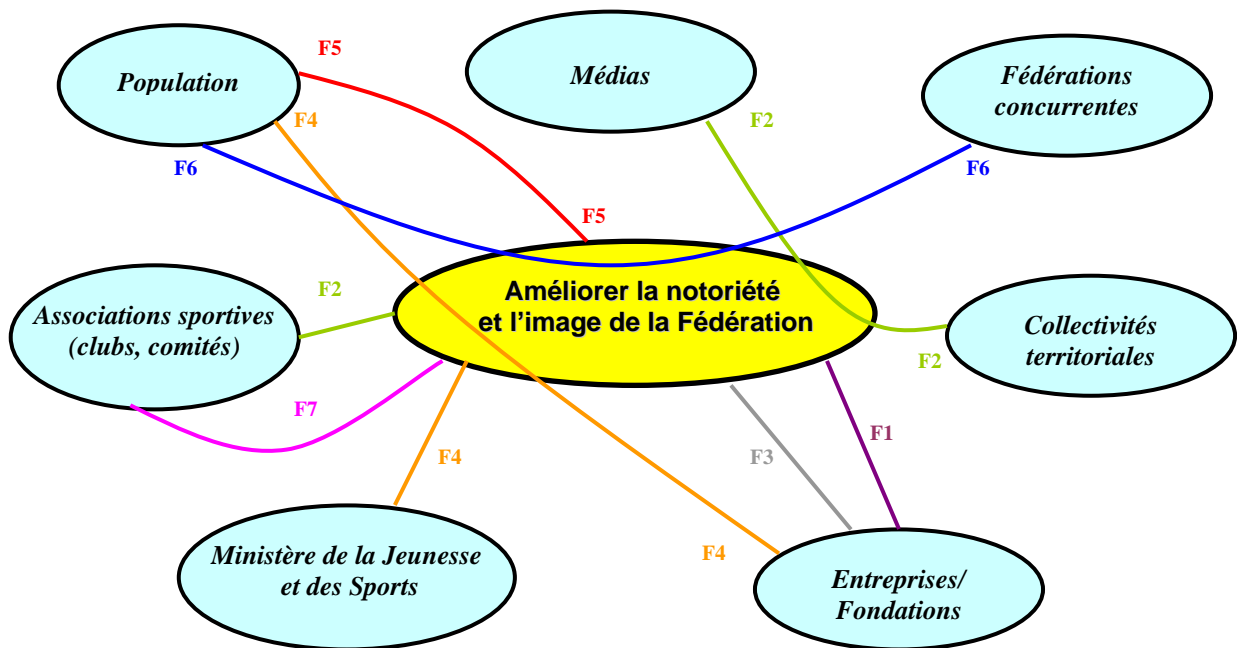 F5
Population
Médias
Fédérations
concurrentes
F4
F2
F6
F6
F5
F2
Améliorer la notoriété
et l’image de la Fédération
Associations sportives
(clubs, comités)
Collectivités
territoriales
F2
F7
F1
F4
F3
Ministère de la Jeunesse
et des Sports
F4
Entreprises/
Fondations